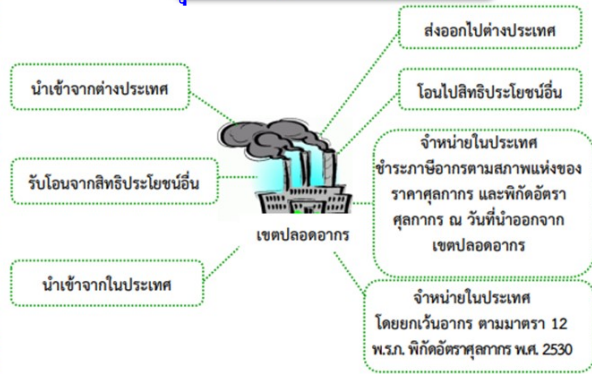 นำเข้าจากต่างประเทศ
รับโอนจากสิทธิประโยชน์อื่น
นำเข้าจากในประเทศ
เขตปลอดอากร
ส่งออกไปต่างประเทศ
โอนไปสิทธิประโยชน์อื่น
จำหน่ายในประเทศ
ชำระภาษีอากรตามสภาพแห่งของ
ราคาศุลกากร และพิกัดอัตรา
ศุลกากร ณ วันที่นำออกจาก
เขตปลอดอากร
จำหน่ายในประเทศ
โดยยกเว้นอากร ตามมาตรา 12
พ.ร.ก. พิกัดอัตราศุลกากร พ.ศ. 2530